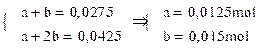 { a + b = 0,0275 ⇒ { a = 0,0125mol
a + 2b = 0,0425 b = 0,015mol